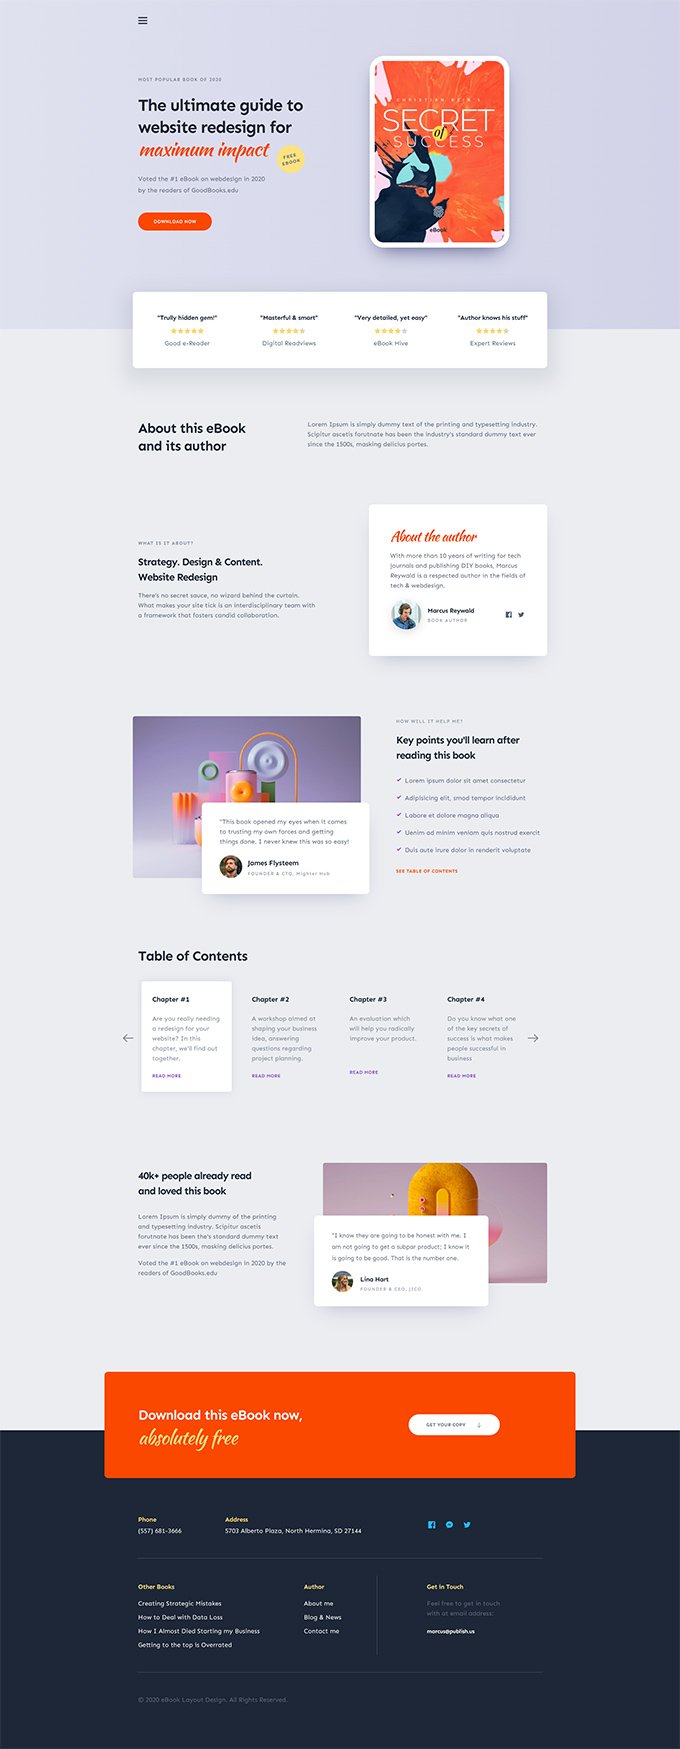 MOST POPULAR BOOK OF 2020
The ultimate guide to
website redesign for
maximum impact
FREE
EBOOK
Voted the #1 eBook on webdesign in 2020
by the readers of GoodBooks.edu
DOWNLOAD NOW
CHRISTIAN REIN'S
SECRET
of
SUCCESS
eBook
"Trully hidden gem!"
Good e-Reader
"Masterful & smart"
Digital Readviews
"Very detailed, yet easy"
eBook Hive
"Author knows his stuff"
Expert Reviews
About this eBook
and its author
Lorem Ipsum is simply dummy text of the printing and typesetting industry.
Scipitur ascetis forutnate has been the industry's standard dummy text ever
since the 1500s, masking delicius portes.
WHAT IS IT ABOUT?
Strategy. Design & Content.
Website Redesign
There's no secret sauce, no wizard behind the curtain.
What makes your site tick is an interdisciplinary team with
a framework that fosters candid collaboration.
About the author
With more than 10 years of writing for tech
journals and publishing DIY books, Marcus
Reywald is a respected author in the fields of
tech & webdesign.
Marcus Reywald
BOOK AUTHOR
"This book opened my eyes when it comes
to trusting my own forces and getting
things done. I never knew this was so easy!
James Flysteem
FOUNDER & CTO, Mighter Hub
HOW WILL IT HELP ME?
Key points you'll learn after
reading this book
Lorem ipsum dolor sit amet consectetur
Adipisicing elit, smod tempor incididunt
Labore et dolore magna aliqua
Uenim ad minim veniam quis nostrud exercit
Duis aute irure dolor in renderit voluptate
SEE TABLE OF CONTENTS
Table of Contents
Chapter #1
Are you really needing
a redesign for your
website? In this
chapter, we'll find out
together.
READ MORE
Chapter #2
A workshop aimed at
shaping your business
idea, answering
questions regarding
project planning.
READ MORE
Chapter #3
An evaluation which
will help you radically
improve your product.
READ MORE
Chapter #4
Do you know what one
of the key secrets of
success is what makes
people successful in
business
READ MORE
40k+ people already read
and loved this book
Lorem Ipsum is simply dummy of the printing
and typesetting industry. Scipitur ascetis
forutnate has been the's standard dummy text
ever since the 1500s, masking delicius portes.
Voted the #1 eBook on webdesign in 2020 by the
readers of GoodBooks.edu
"I know they are going to be honest with me. I
am not going to get a subpar product; I know it
is going to be good. That is the number one.
Lina Hart
FOUNDER & CEO, JICO.
Download this eBook now,
absolutely free
GET YOUR COPY
Phone
(557) 681-3666
Address
5703 Alberto Plaza, North Hermina, SD 27144
Other Books
Creating Strategic Mistakes
How to Deal with Data Loss
How I Almost Died Starting my Business
Getting to the top is Overrated
Author
About me
Blog & News
Contact me
Get in Touch
Feel free to get in touch
with at email address:
marcus@publish.us
© 2020 eBook Layout Design. All Rights Reserved.